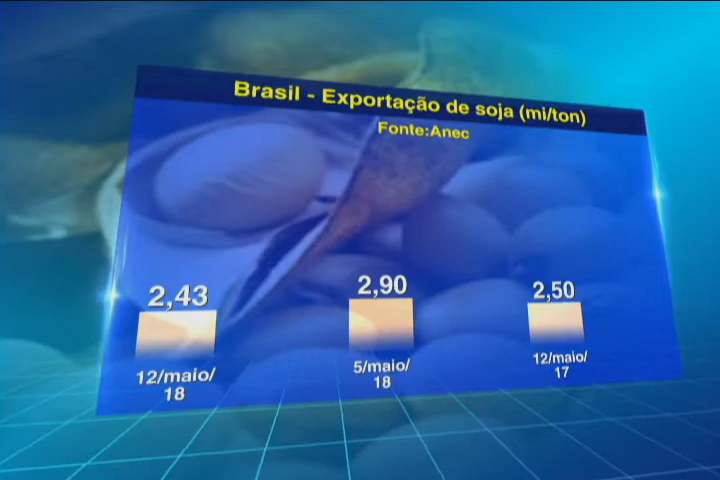 Brasil - Exportação de soja (mi/ton)
Fonte:Anec
2,43
2,90
2,50
12/maio/
18
5/maio/
18
12/maio/
17